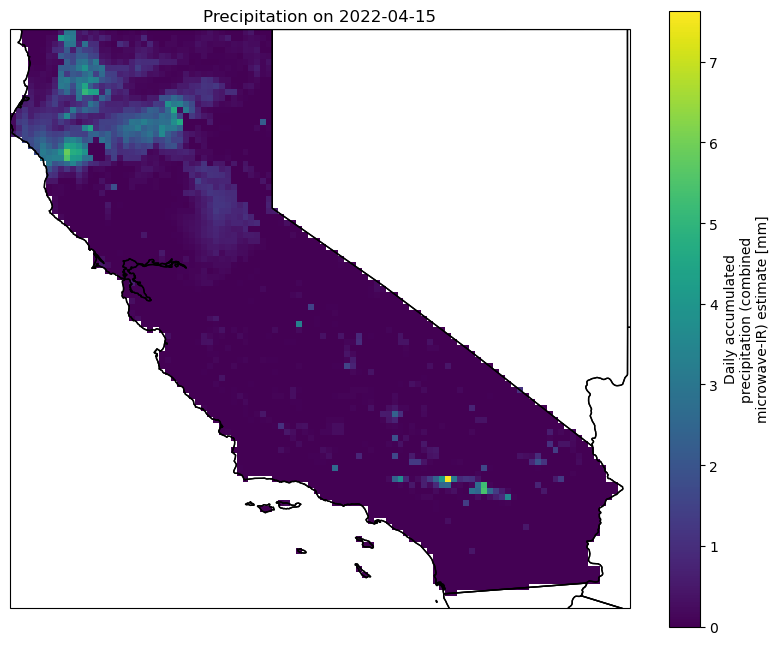 Precipitation on 2022-04-15
7
6
5
4
3
2
1
0
Daily accumulated
precipitation (combined
microwave-IR) estimate [mm]